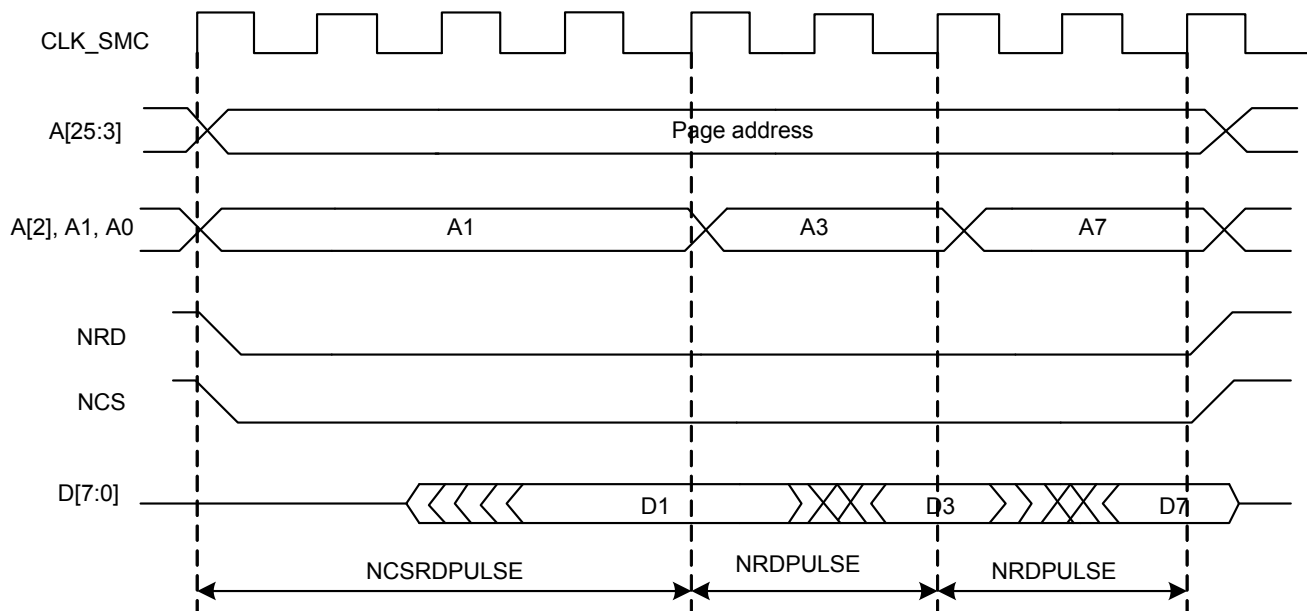 CLK_SMC
A[25:3]
Page address
A[2], A1, A0
A1
A3
A7
NRD
NCS
D[7:0]
D1
D3
D7
NCSRDPULSE
NRDPULSE
NRDPULSE